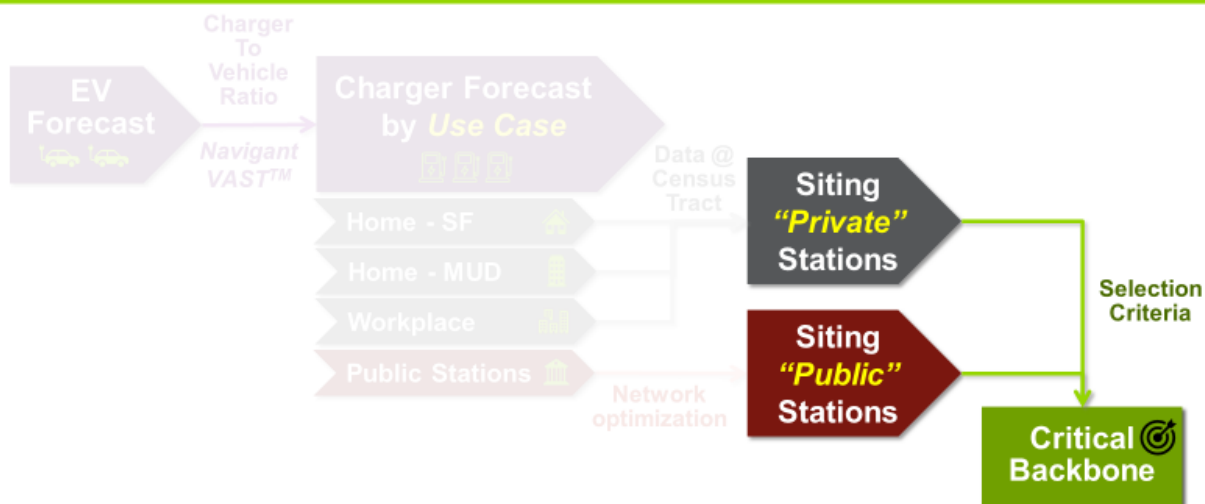 Charger
To
Vehicle
Ratio
EV
Forecast
Navigant
VAST™
Charger Forecast
by Use Case
Home - SF
Home - MUD
Workplace
Public Stations
Data @
Census
Tract
Network
optimization
Siting
“Private”
Stations
Siting
“Public”
Stations
Selection
Criteria
Critical
Backbone